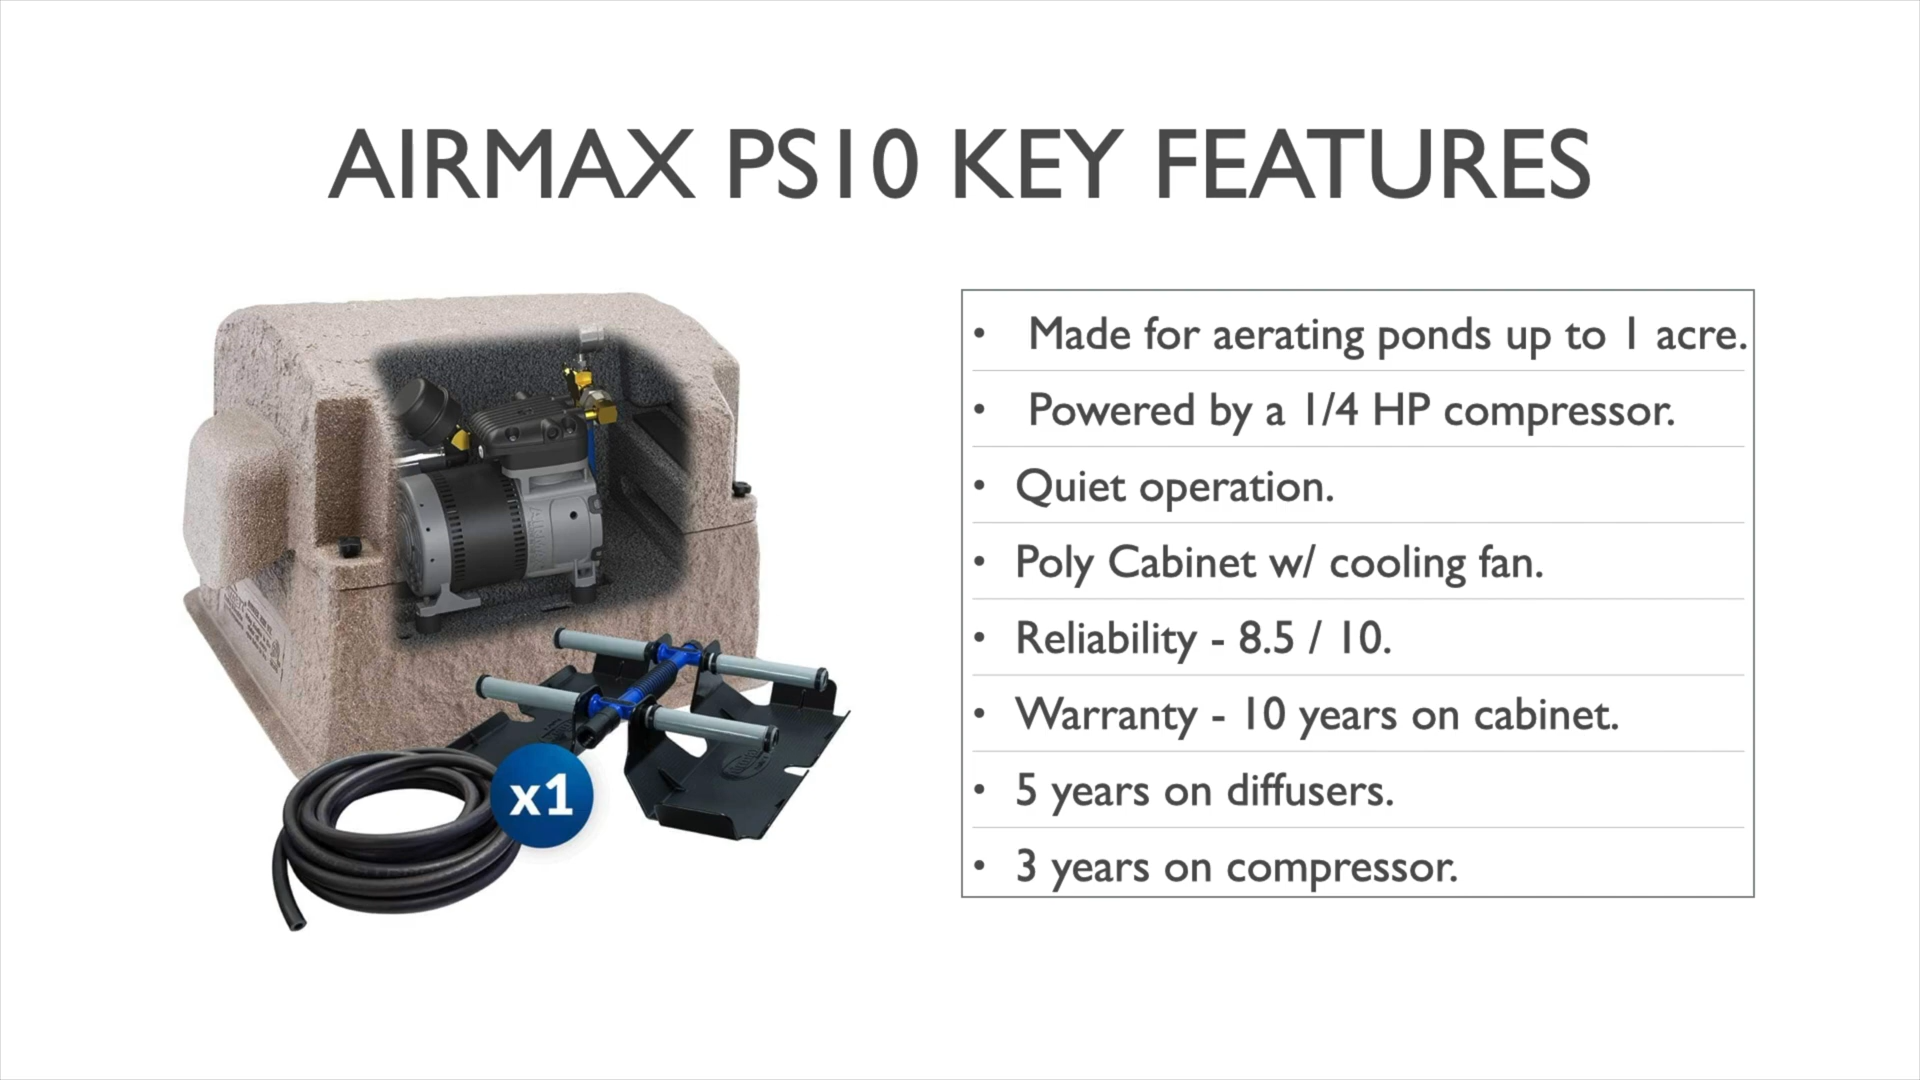 AIRMAX PS10 KEY FEATURES
• Made for aerating ponds up to 1 acre.
• Powered by a 1/4 HP compressor.
• Quiet operation.
• Poly Cabinet w/ cooling fan.
• Reliability - 8.5 / 10.
• Warranty - 10 years on cabinet.
• 5 years on diffusers.
• 3 years on compressor.
x1